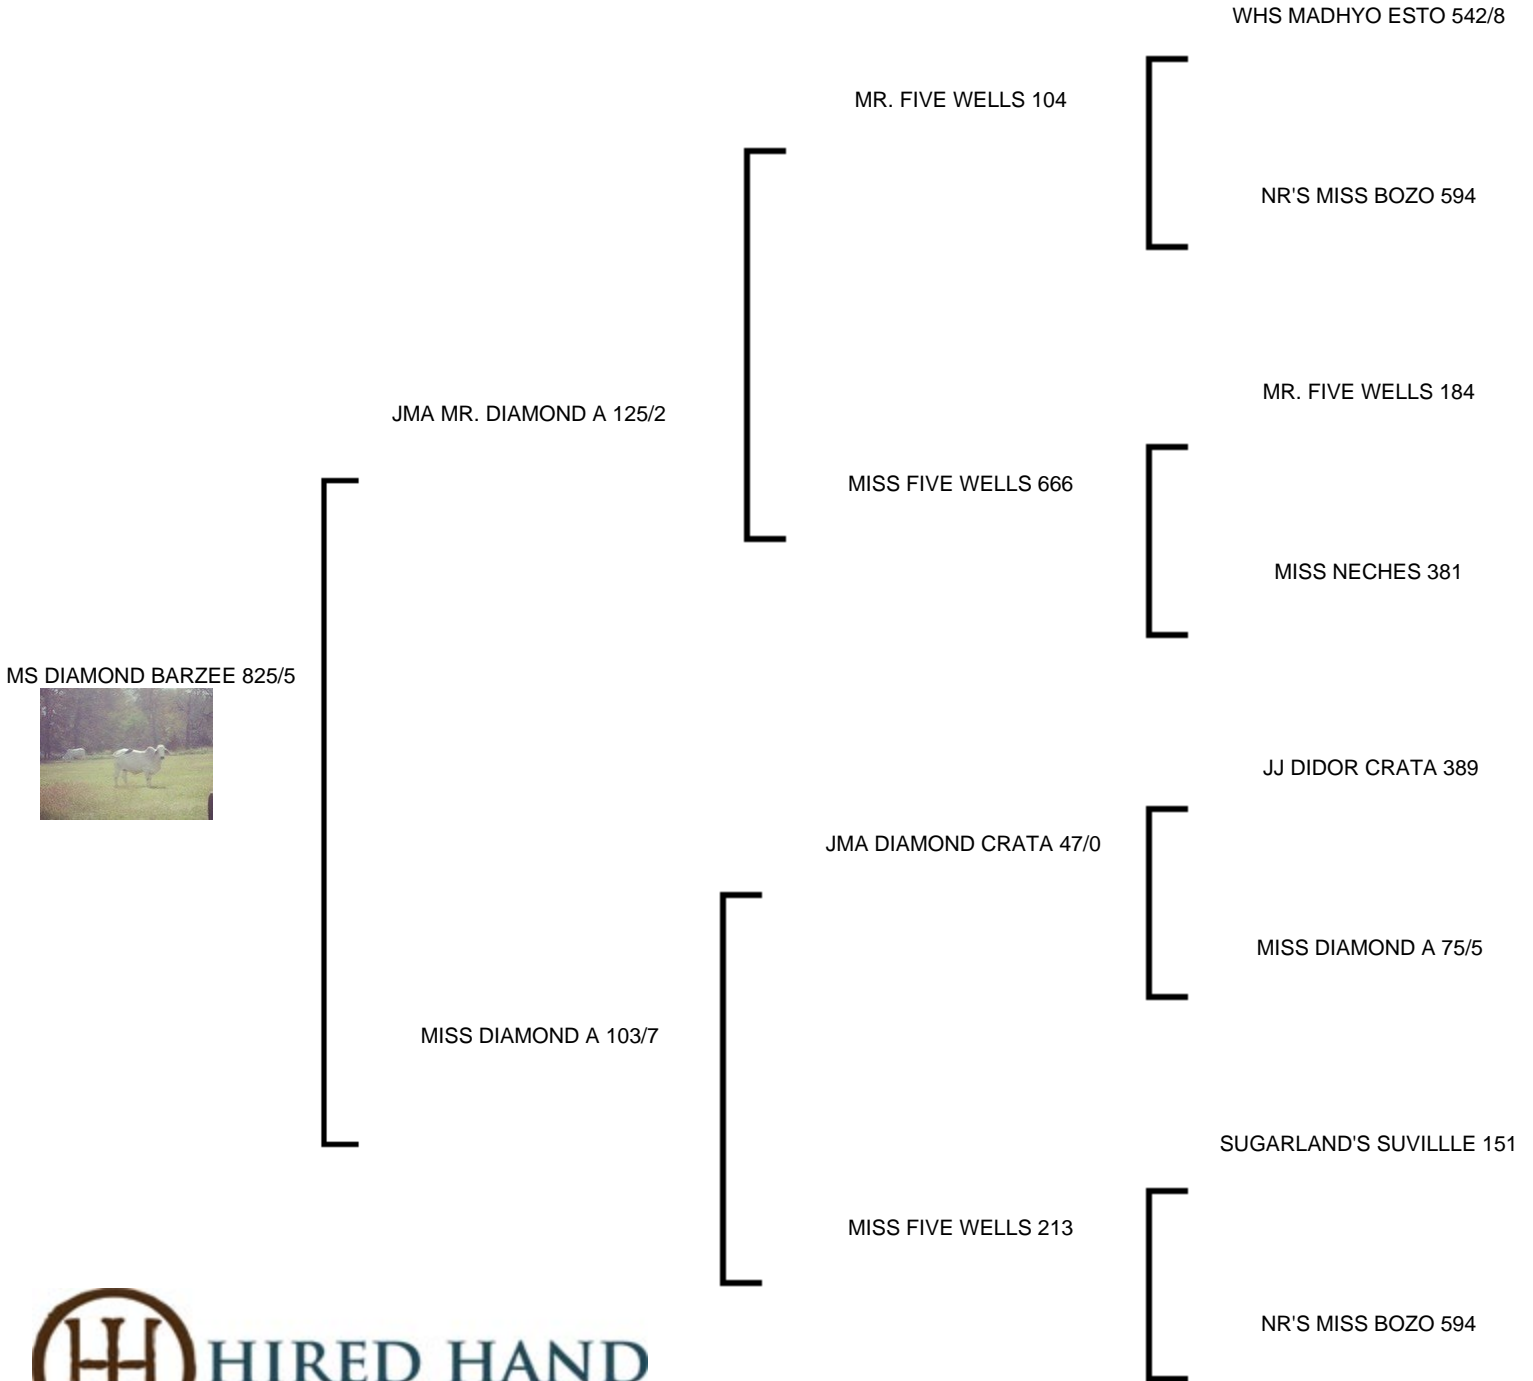 WHS MADHYO ESTO 542/8
MR. FIVE WELLS 104
NR'S MISS BOZO 594
MR. FIVE WELLS 184
JMA MR. DIAMOND A 125/2
MISS FIVE WELLS 666
MISS NECHES 381
MS DIAMOND BARZEE 825/5
JJ DIDOR CRATA 389
JMA DIAMOND CRATA 47/0
MISS DIAMOND A 75/5
MISS DIAMOND A 103/7
SUGARLAND'S SUVILLLE 151
MISS FIVE WELLS 213
NR'S MISS BOZO 594
HIRED HAND